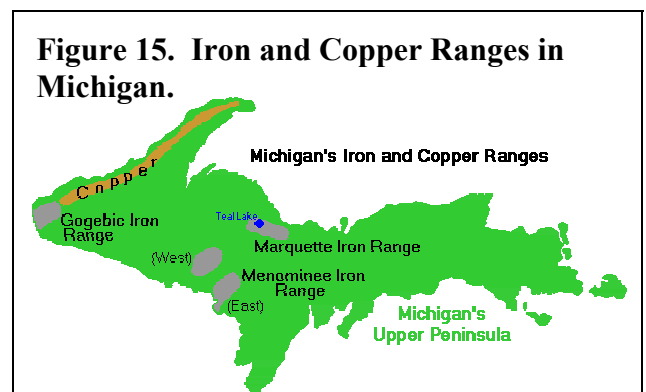 Figure 15.  Iron and Copper Ranges in
Michigan.
Michigan's Iron and Copper Ranges
Copper
Teal Lake
Gogebic Iron
Range
Marquette Iron Range
(West)
Menominee Iron
Range
(East)
Michigan's
Upper Peninsula